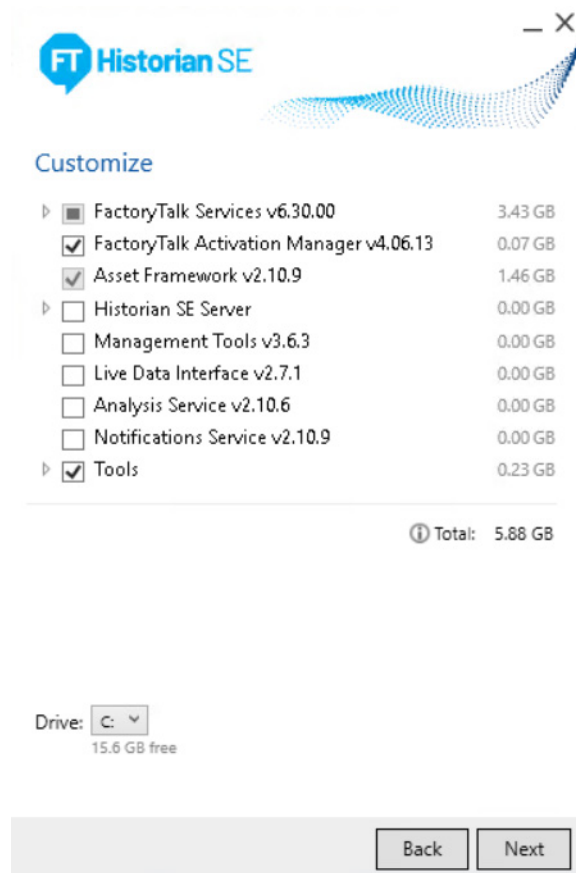 FT Historian SE
Customize
FactoryTalk Services v6.30.00 3.43 GB
FactoryTalk Activation Manager v4.06.13 0.07 GB
Asset Framework v2.10.9 1.46 GB
Historian SE Server 0.00 GB
Management Tools v3.6.3 0.00 GB
Live Data Interface v2.7.1 0.00 GB
Analysis Service v2.10.6 0.00 GB
Notifications Service v2.10.9 0.00 GB
Tools 0.23 GB
Total: 5.88 GB
Drive: C:
15.6 GB free
Back Next